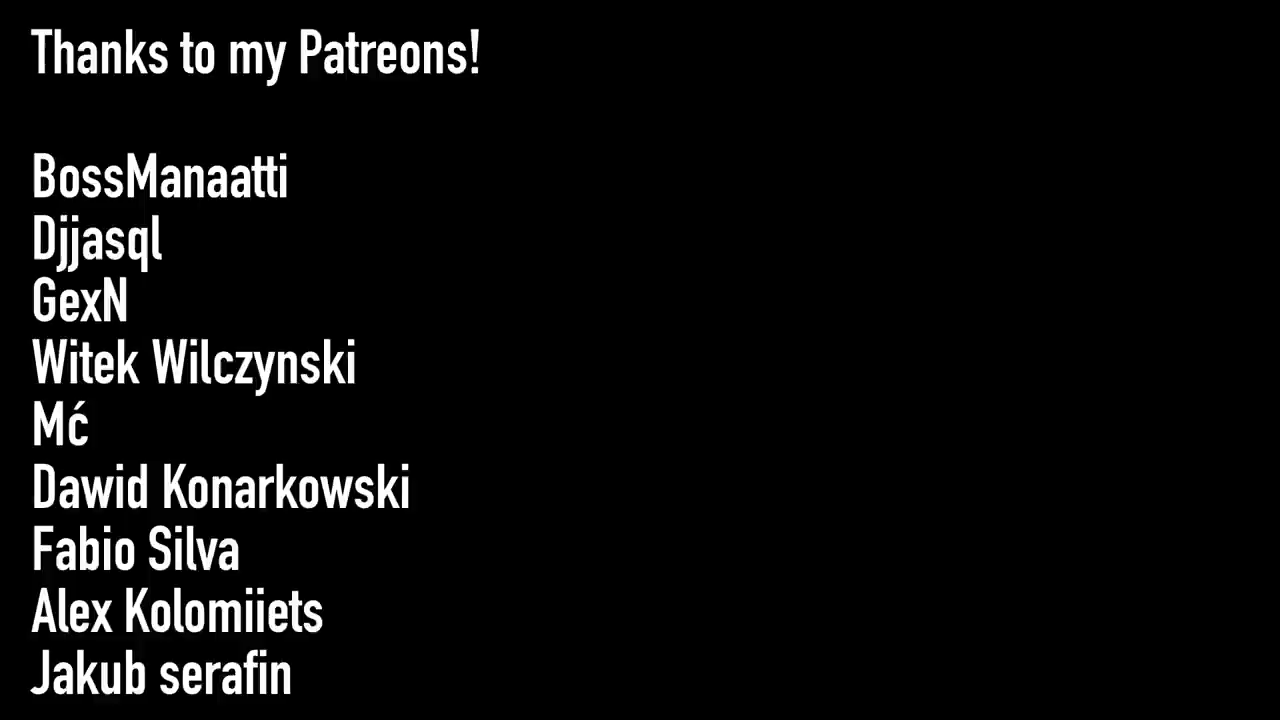 Thanks to my Patreons!
BossManaatti
Djjasql
GexN
Witek Wilczynski
Mć
Dawid Konarkowski
Fabio Silva
Alex Kolomiiets
Jakub serafin